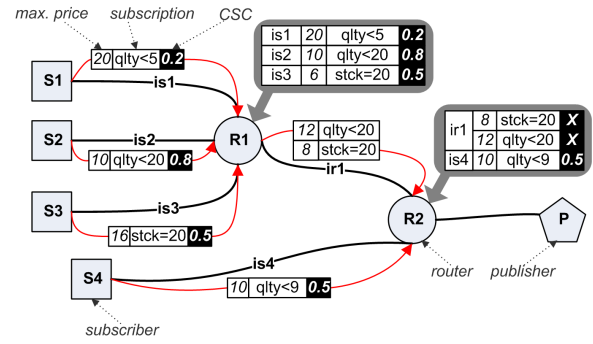 max. price subscription CSC
20 qlty<5 0.2
S1
is1
is1 20 qlty<5 0.2
is2 10 qlty<20 0.8
is3 6 stck=20 0.5
S2
is2
10 qlty<20 0.8
R1
12 qlty<20
8 stck=20
ir1
ir1 8 stck=20 X
12 qlty<20 X
is4 10 qlty<9 0.5
S3
is3
16 stck=20 0.5
R2
P
S4
is4
10 qlty<9 0.5
router
publisher
subscriber